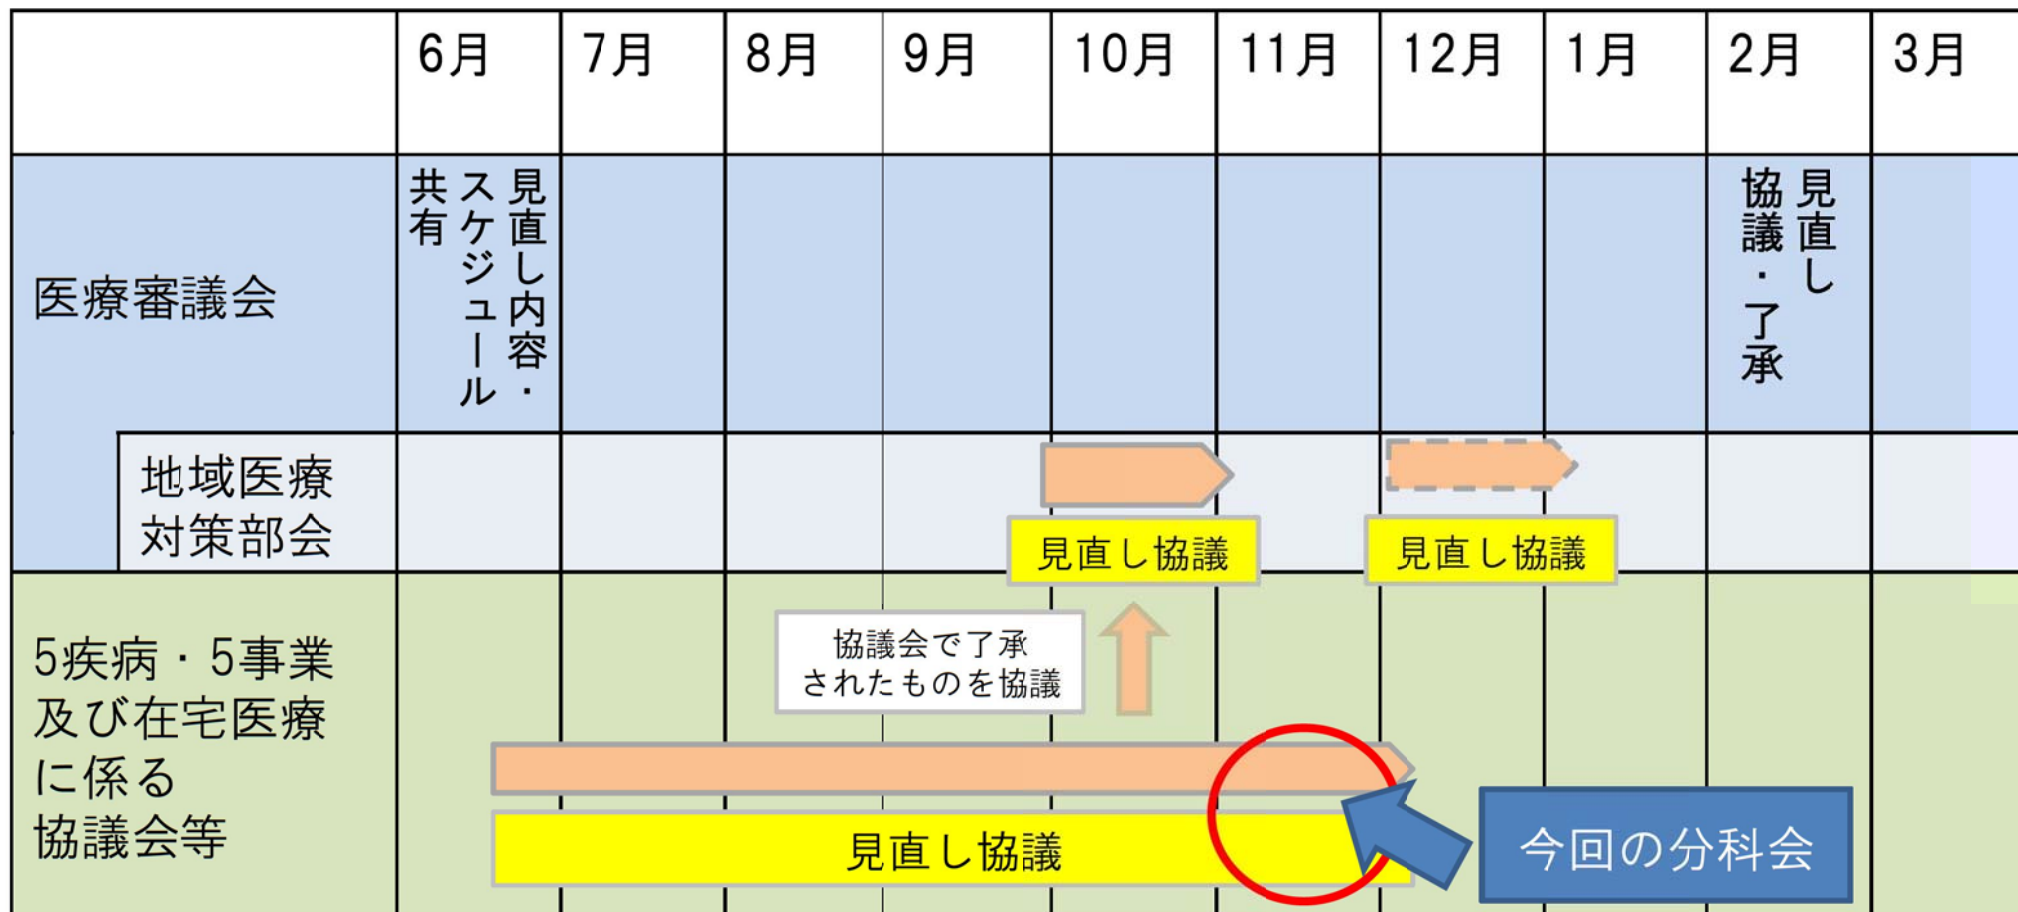 6月 7月 8月 9月 10月 11月 12月 1月 2月 3月
医療審議会
見直し内容・
スケジュール
共有
見直し
協議・了承
地域医療
対策部会
見直し協議
見直し協議
5疾病・5事業
及び在宅医療
に係る
協議会等
協議会で了承
されたものを協議
見直し協議
今回の分科会